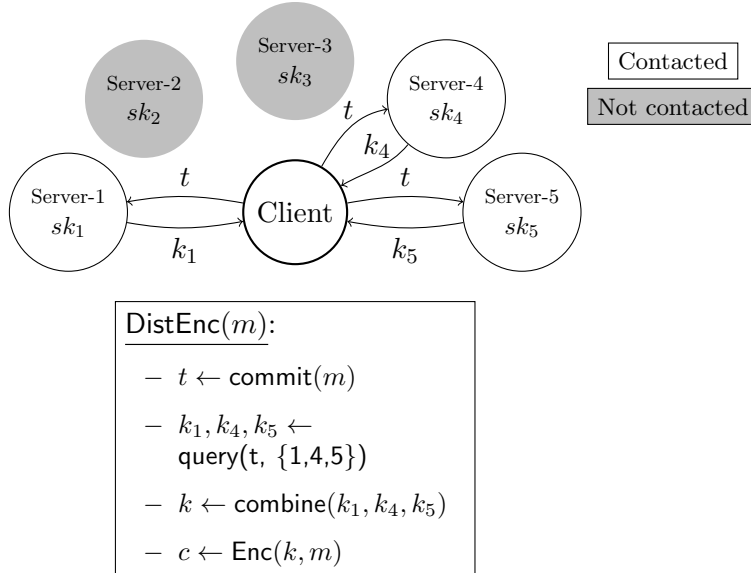 Server-3
sk₃
Server-2
sk₂
Server-4
sk₄
Contacted
Not contacted
t
k₄
Server-1
sk₁
t
k₁
Client
t
k₅
Server-5
sk₅
DistEnc(m):
– t ← commit(m)
– k₁, k₄, k₅ ←
query(t, {1,4,5})
– k ← combine(k₁, k₄, k₅)
– c ← Enc(k, m)